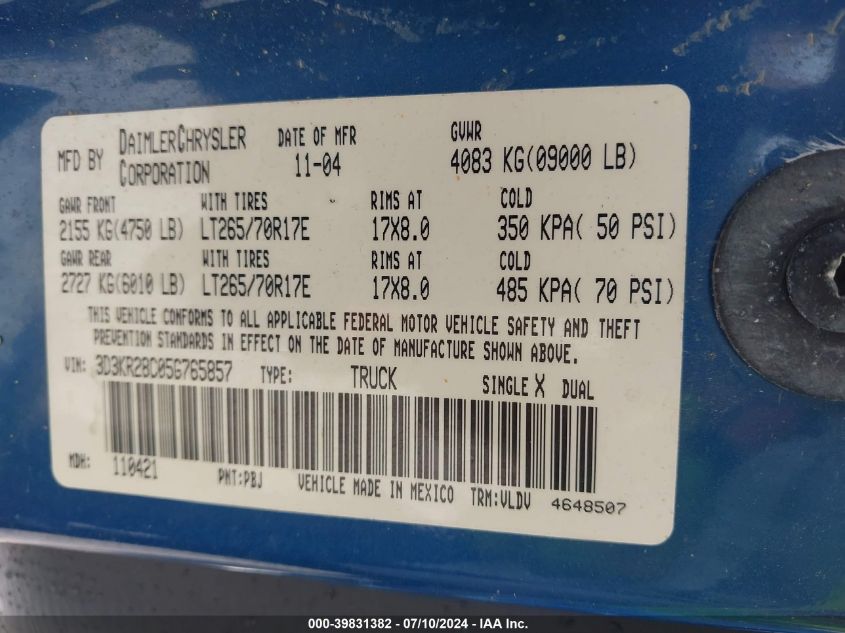 MFD BY DAIMLERCHRYSLER CORPORATION DATE OF MFR 11-04 GVWR 4083 KG(09000 LB)
GAWR FRONT WITH TIRES RIMS AT COLD
2155 KG(4750 LB) LT265/70R17E 17X8.0 350 KPA( 50 PSI)
GAWR REAR WITH TIRES RIMS AT COLD
2727 KG(6010 LB) LT265/70R17E 17X8.0 485 KPA( 70 PSI)
THIS VEHICLE CONFORMS TO ALL APPLICABLE FEDERAL MOTOR VEHICLE SAFETY AND THEFT
PREVENTION STANDARDS IN EFFECT ON THE DATE OF MANUFACTURE SHOWN ABOVE.
VIN: 3D3KR28C05G765857 TYPE: TRUCK SINGLE X DUAL
MDH: 110421 PNT:PBJ VEHICLE MADE IN MEXICO TRM:VLDV 4648507
000-39831382 - 07/10/2024 - IAA Inc.